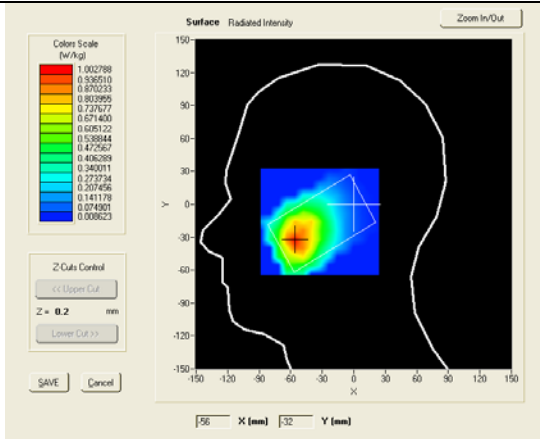 Surface Radiated Intensity
Zoom In/Out
Colors Scale
(W/kg)
1.002788
0.936510
0.870233
0.803955
0.737677
0.671400
0.605122
0.538844
0.472567
0.406289
0.340011
0.273734
0.207456
0.141178
0.074901
0.008623
150-
120-
90-
60-
30-
0-
-30-
-60-
-90-
-120-
-150-
Y
-150 -120 -90 -60 -30 0 30 60 90 120 150
X
Z-Cuts Control
<< Upper Cut
Z = 0.2 mm
Lower Cut >>
SAVE Cancel
-56 X (mm) -32 Y (mm)